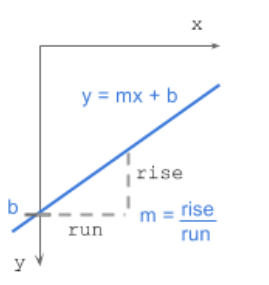 x
y = mx + b
rise
b
m = rise
run
run
y